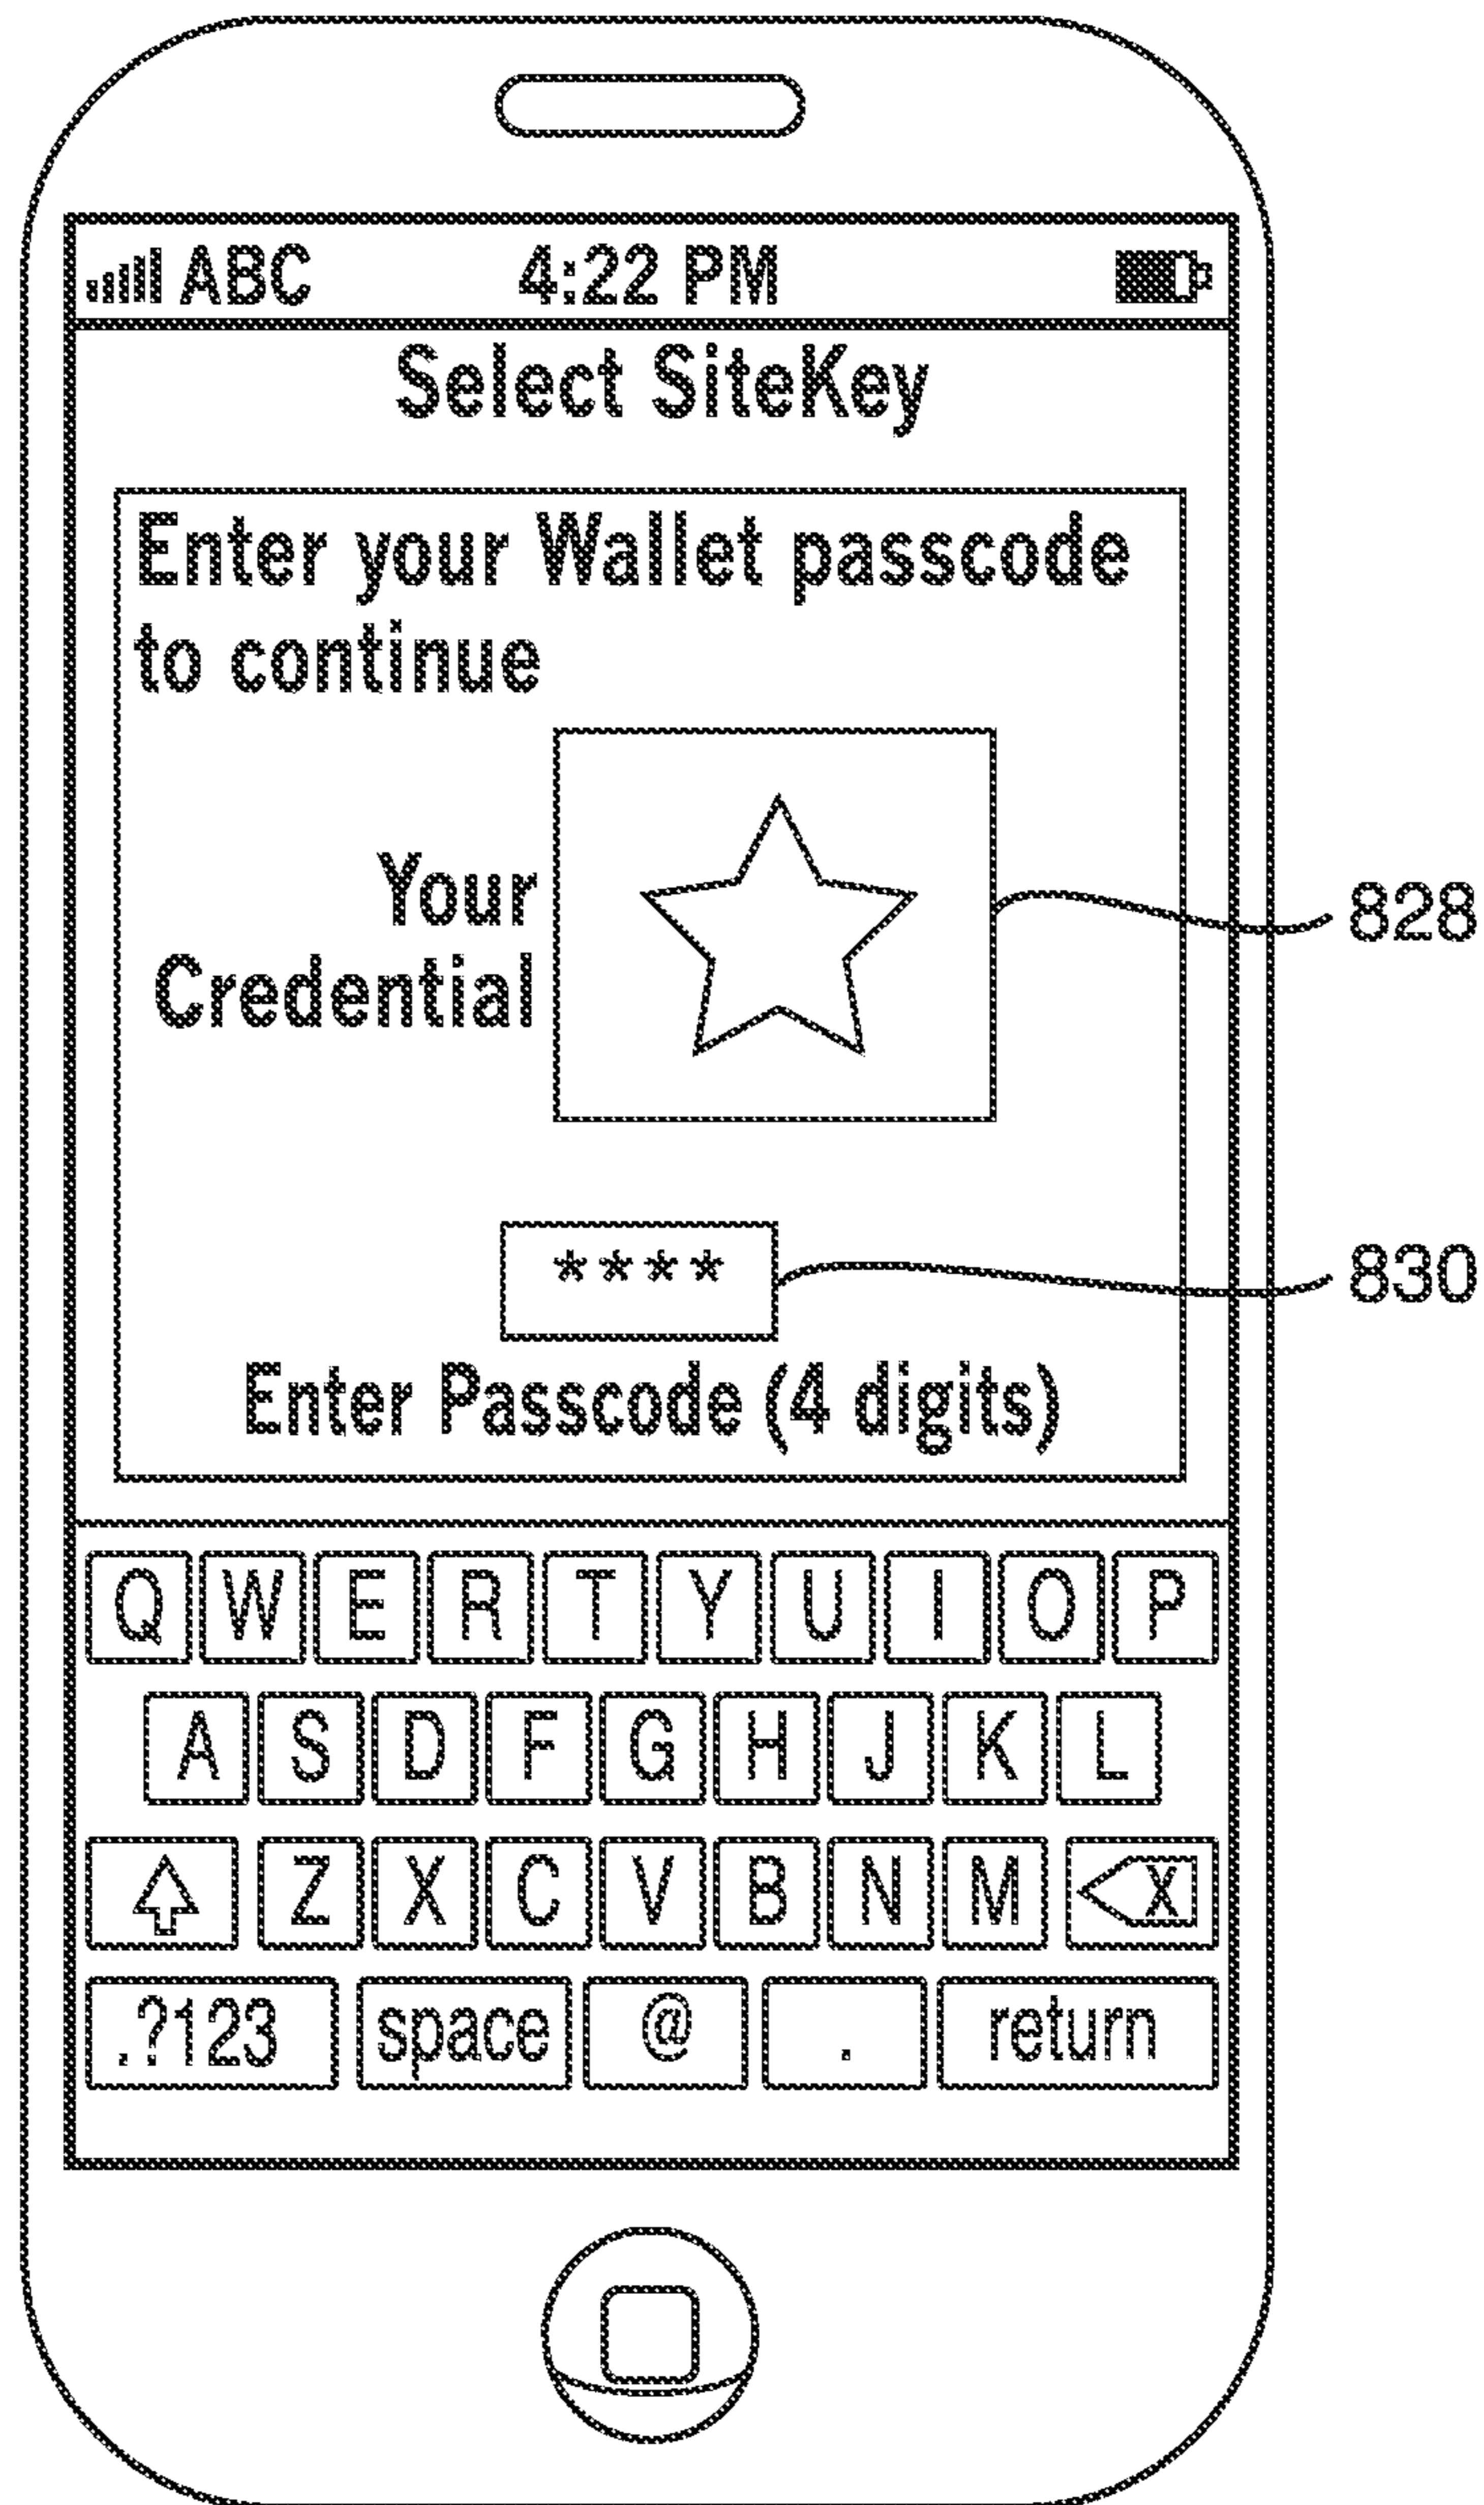 ABC 4:22 PM
Select SiteKey
Enter your Wallet passcode
to continue
Your
Credential
828
****
830
Enter Passcode (4 digits)
Q W E R T Y U I O P
A S D F G H J K L
Z X C V B N M X
.?123 space @ . return